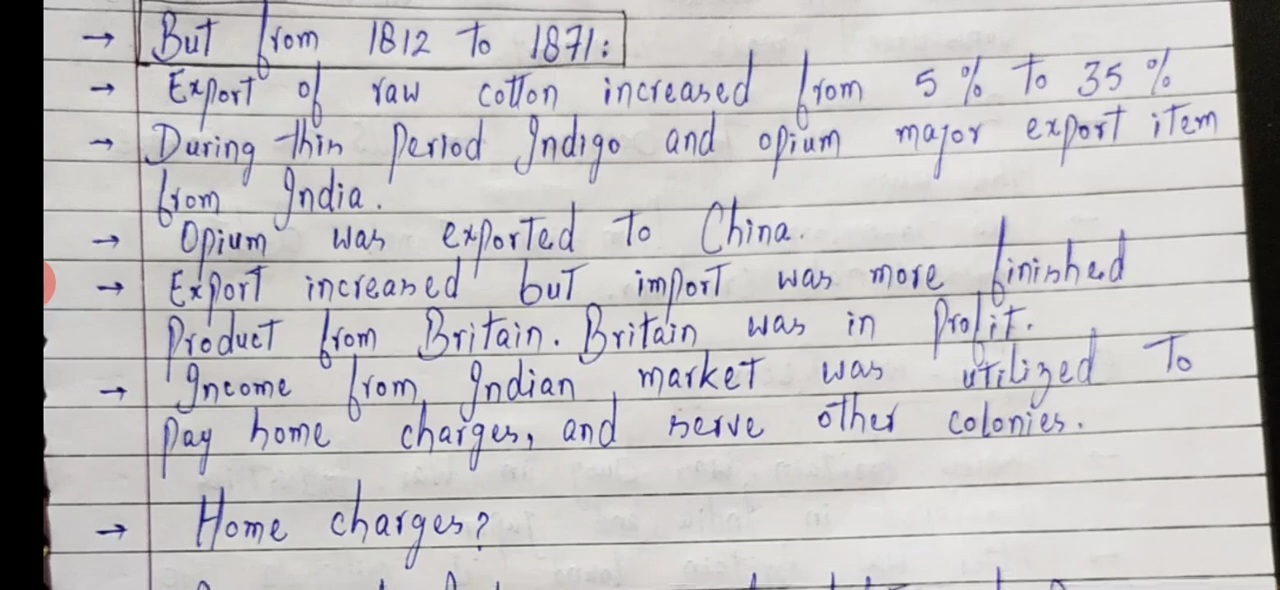 → But from 1812 To 1871:
→ Export of raw cotton increased from 5 % To 35 %
→ During this Period Indigo and opium major export item
from India.
→ Opium was exported to China.
→ Export increased but import was more finished
Product from Britain. Britain was in Profit.
→ Income from Indian market was utilized To
Pay home charges, and serve other colonies.
→ Home charges?